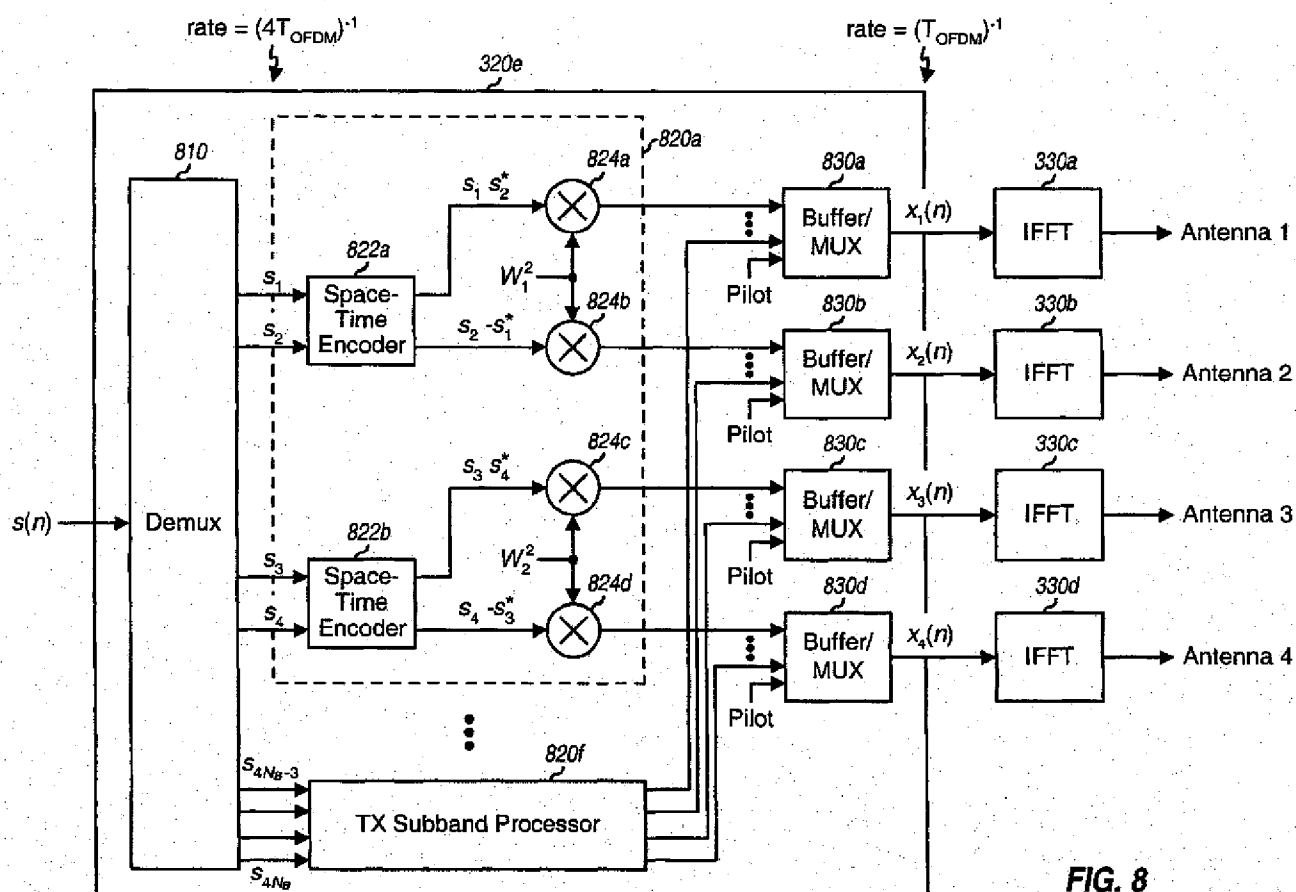 rate = (4T_OFDM)^-1
rate = (T_OFDM)^-1
320e
820a
810
824a
830a
330a
s_1 s_2^*
Buffer/
MUX
x_1(n)
IFFT
Antenna 1
822a
s_1
Space-
Time
Encoder
W_1^2
Pilot
824b
830b
330b
s_2
s_2 -s_1^*
Buffer/
MUX
x_2(n)
IFFT
Antenna 2
Pilot
824c
830c
330c
s_3 s_4^*
Buffer/
MUX
x_3(n)
IFFT
Antenna 3
s(n)
Demux
822b
s_3
Space-
Time
Encoder
W_2^2
Pilot
824d
830d
330d
s_4
s_4 -s_3^*
Buffer/
MUX
x_4(n)
IFFT
Antenna 4
Pilot
820f
s_4N_B-3
TX Subband Processor
s_4N_B
FIG. 8